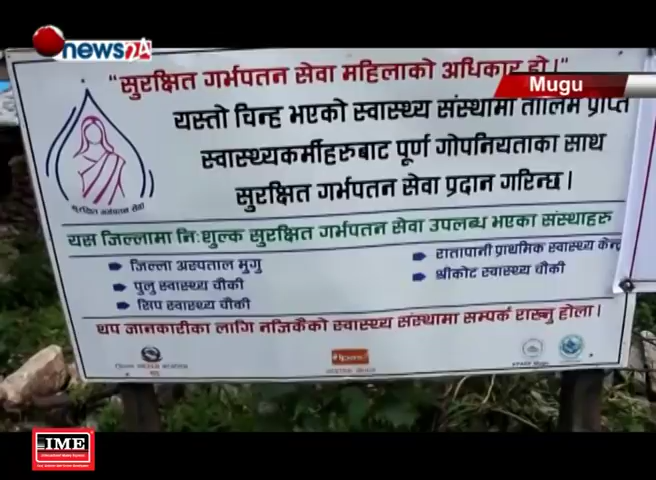 news24
Mugu
"सुरक्षित गर्भपतन सेवा महिलाको अधिकार हो।"
यस्तो चिन्ह भएको स्वास्थ्य संस्थामा तालिम प्राप्त
स्वास्थ्यकर्मीहरुबाट पूर्ण गोपनियताका साथ
सुरक्षित गर्भपतन सेवा प्रदान गरिन्छ।
सुरक्षित गर्भपतन सेवा
यस जिल्लामा निःशुल्क सुरक्षित गर्भपतन सेवा उपलब्ध भएका संस्थाहरु
जिल्ला अस्पताल मुगु
पुलु स्वास्थ्य चौकी
शिप स्वास्थ्य चौकी
रातापानी प्राथमिक स्वास्थ्य केन्द्र
श्रीकोट स्वास्थ्य चौकी
थप जानकारीका लागि नजिकैको स्वास्थ्य संस्थामा सम्पर्क राख्नु होला।
Ipas
IME